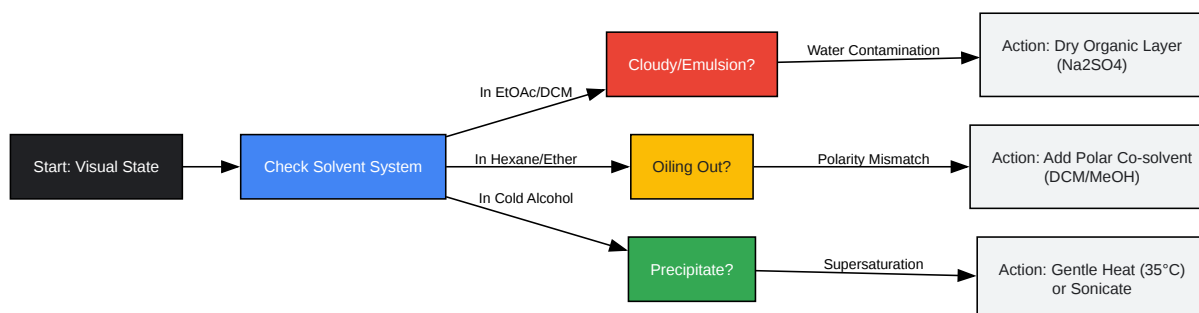 Start: Visual State
Check Solvent System
In EtOAc/DCM
Cloudy/Emulsion?
Water Contamination
Action: Dry Organic Layer
(Na2SO4)
In Hexane/Ether
Oiling Out?
Polarity Mismatch
Action: Add Polar Co-solvent
(DCM/MeOH)
In Cold Alcohol
Precipitate?
Supersaturation
Action: Gentle Heat (35°C)
or Sonicate